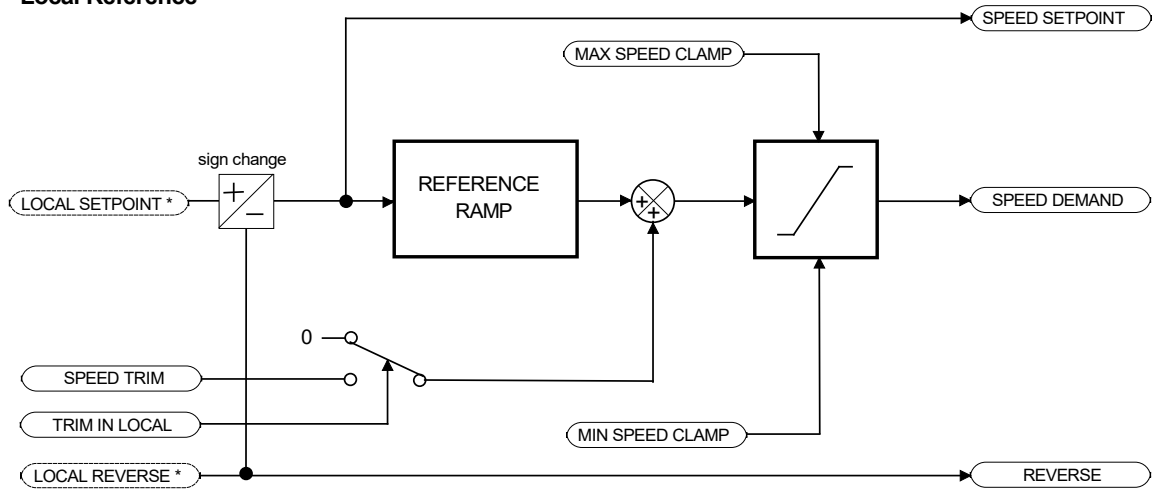 Local Reference
SPEED SETPOINT
MAX SPEED CLAMP
sign change
+
−
LOCAL SETPOINT *
REFERENCE
RAMP
+
+
SPEED DEMAND
0
SPEED TRIM
TRIM IN LOCAL
MIN SPEED CLAMP
LOCAL REVERSE *
REVERSE